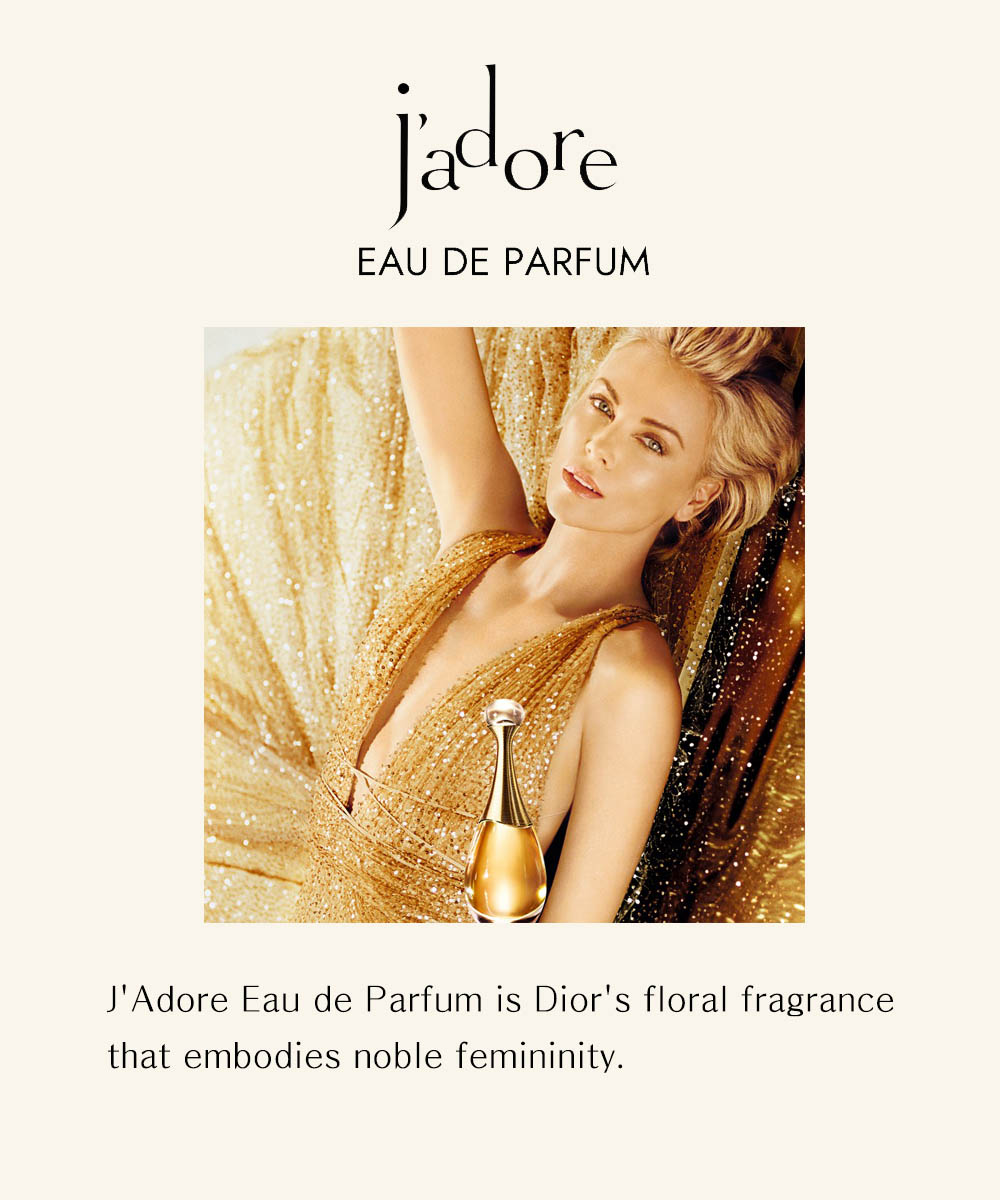 j'adore
EAU DE PARFUM
J'Adore Eau de Parfum is Dior's floral fragrance
that embodies noble femininity.